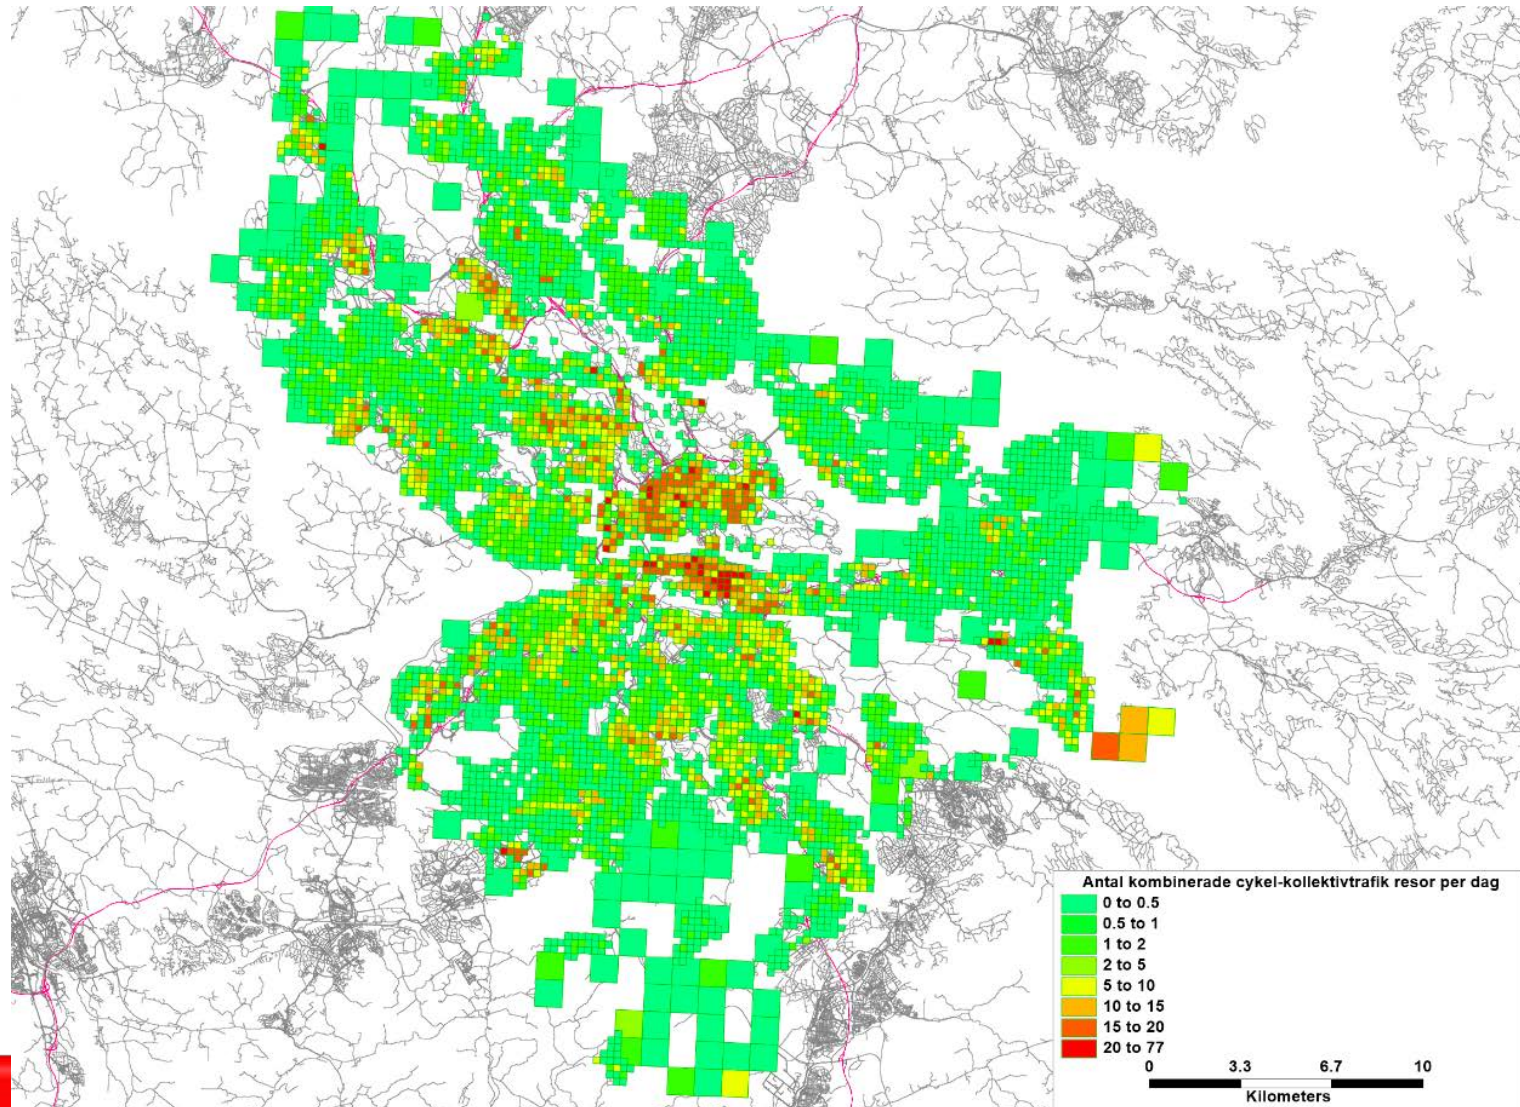 Antal kombinerade cykel-kollektivtrafik resor per dag
0 to 0.5
0.5 to 1
1 to 2
2 to 5
5 to 10
10 to 15
15 to 20
20 to 77
0 3.3 6.7 10
Kilometers